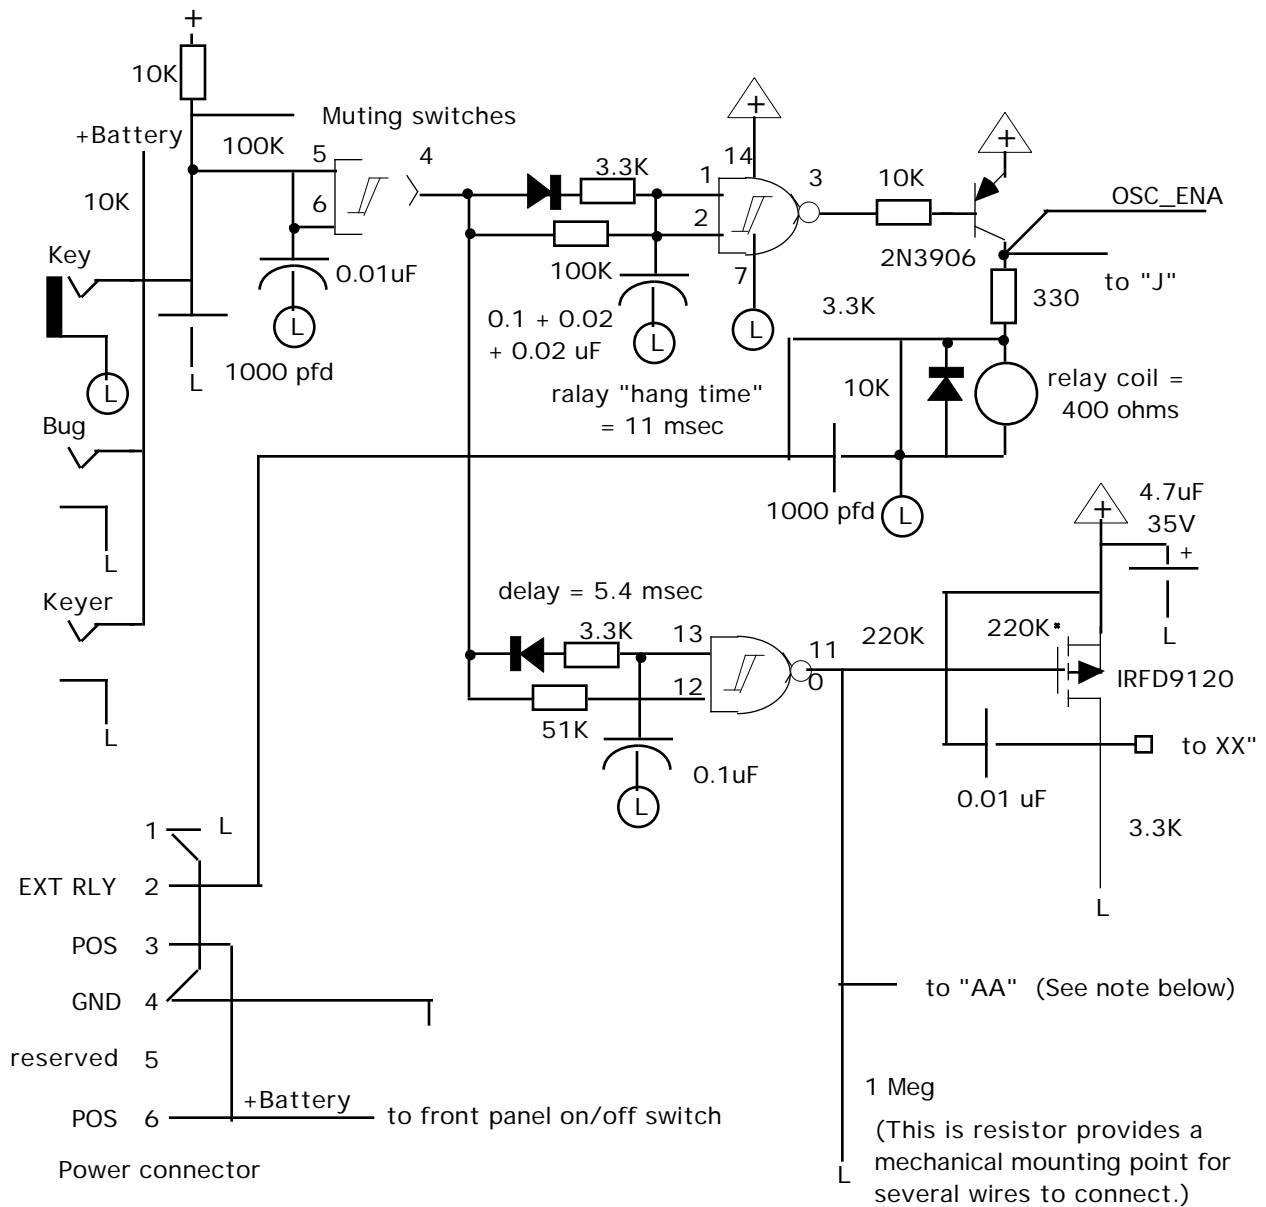 +
10K
+Battery
100K
Muting switches
5
4
6
10K
Key
0.01uF
L
1000 pfd
L
L
Bug
L
Keyer
L
3.3K
1
2
100K
0.1 + 0.02
+ 0.02 uF
L
ralay "hang time"
= 11 msec
+
14
3
7
L
10K
+
2N3906
OSC_ENA
to "J"
330
3.3K
10K
relay coil =
400 ohms
1000 pfd
L
+
4.7uF
35V
+
L
delay = 5.4 msec
3.3K
13
12
51K
0.1uF
L
11
0
220K
220K*
IRFD9120
to XX"
0.01 uF
3.3K
L
1
L
EXT RLY 2
POS 3
GND 4
reserved 5
POS 6
+Battery
to front panel on/off switch
Power connector
to "AA" (See note below)
1 Meg
(This is resistor provides a
mechanical mounting point for
several wires to connect.)
L